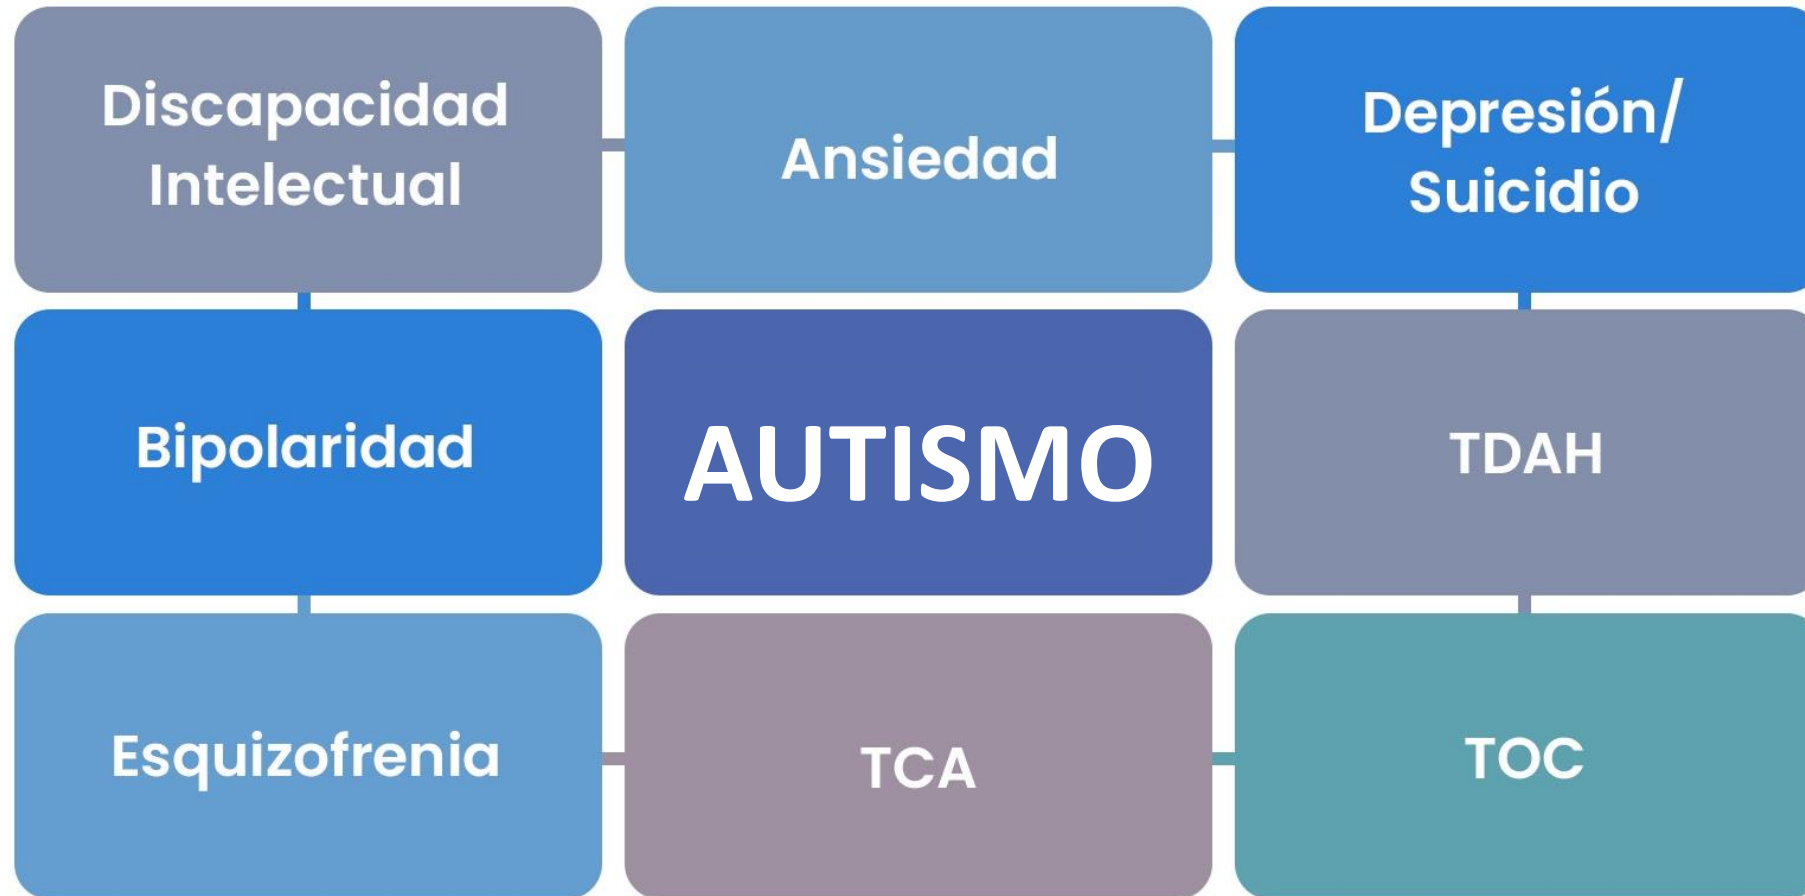 Discapacidad
Intelectual
Ansiedad
Depresión/
Suicidio
Bipolaridad
AUTISMO
TDAH
Esquizofrenia
TCA
TOC